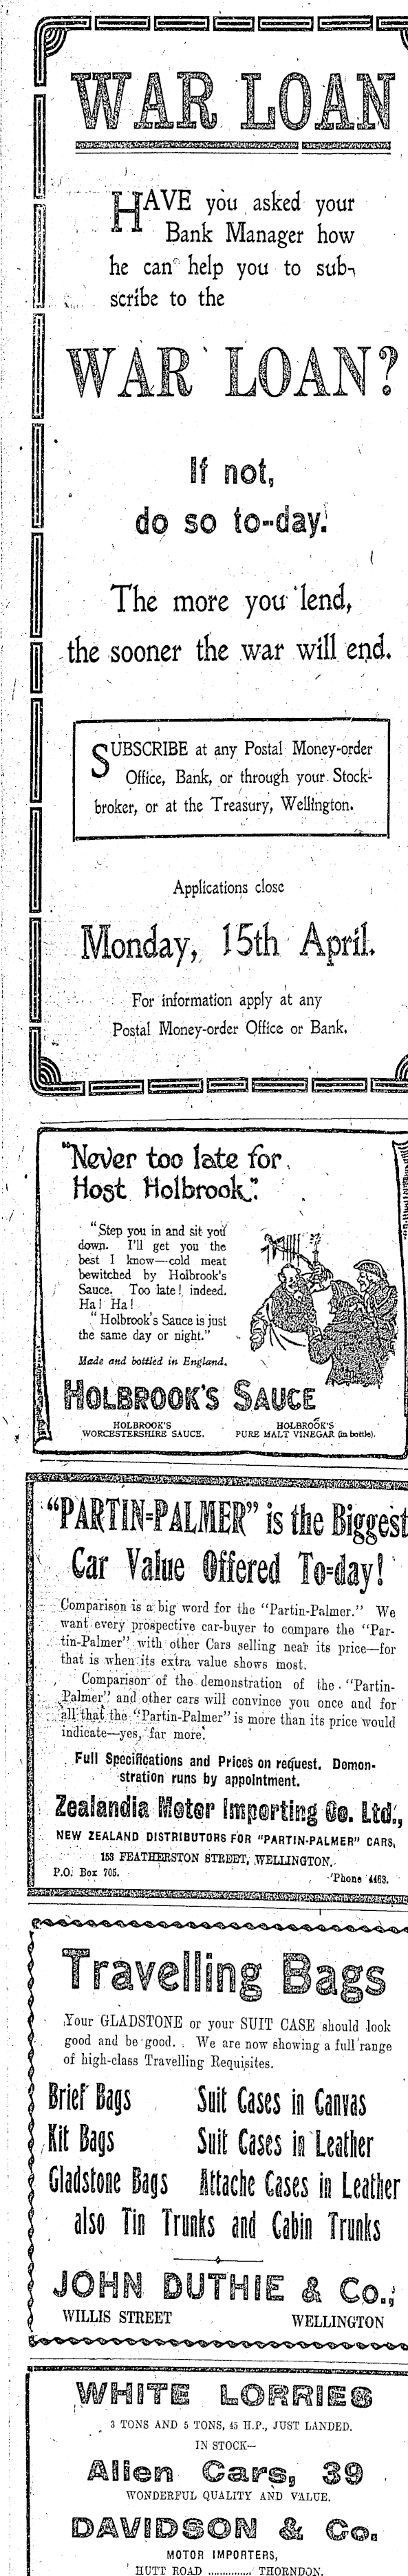 WAR LOAN
HAVE you asked your
Bank Manager how
he can help you to sub-
scribe to the
WAR LOAN?
If not,
do so to-day.
The more you lend,
the sooner the war will end.
SUBSCRIBE at any Postal Money-order
Office, Bank, or through your Stock-
broker, or at the Treasury, Wellington.
Applications close
Monday, 15th April.
For information apply at any
Postal Money-order Office or Bank.
"Never too late for
Host Holbrook."
"Step you in and sit you
down. I'll get you the
best I know—cold meat
bewitched by Holbrook's
Sauce. Too late! indeed.
Ha! Ha!
"Holbrook's Sauce is just
the same day or night."
Made and bottled in England.
HOLBROOK'S SAUCE
HOLBROOK'S HOLBROOK'S
WORCESTERSHIRE SAUCE. PURE MALT VINEGAR (in bottle).
"PARTIN-PALMER" is the Biggest
Car Value Offered To-day!
Comparison is a big word for the "Partin-Palmer." We
want every prospective car-buyer to compare the "Par-
tin-Palmer" with other Cars selling near its price—for
that is when its extra value shows most.
Comparison of the demonstration of the "Partin-
Palmer" and other cars will convince you once and for
all that the "Partin-Palmer" is more than its price would
indicate—yes, far more.
Full Specifications and Prices on request. Demon-
stration runs by appointment.
Zealandia Motor Importing Co. Ltd.,
NEW ZEALAND DISTRIBUTORS FOR "PARTIN-PALMER" CARS,
158 FEATHERSTON STREET, WELLINGTON.
P.O. Box 705. 'Phone 4463.
Travelling Bags
Your GLADSTONE or your SUIT CASE should look
good and be good. We are now showing a full range
of high-class Travelling Requisites.
Brief Bags Suit Cases in Canvas
Kit Bags Suit Cases in Leather
Gladstone Bags Attache Cases in Leather
also Tin Trunks and Cabin Trunks
JOHN DUTHIE & Co.,
WILLIS STREET WELLINGTON
WHITE LORRIES
3 TONS AND 5 TONS, 45 H.P., JUST LANDED.
IN STOCK—
Allen Cars, 39
WONDERFUL QUALITY AND VALUE.
DAVIDSON & Co.
MOTOR IMPORTERS,
HUTT ROAD .............. THORNDON.